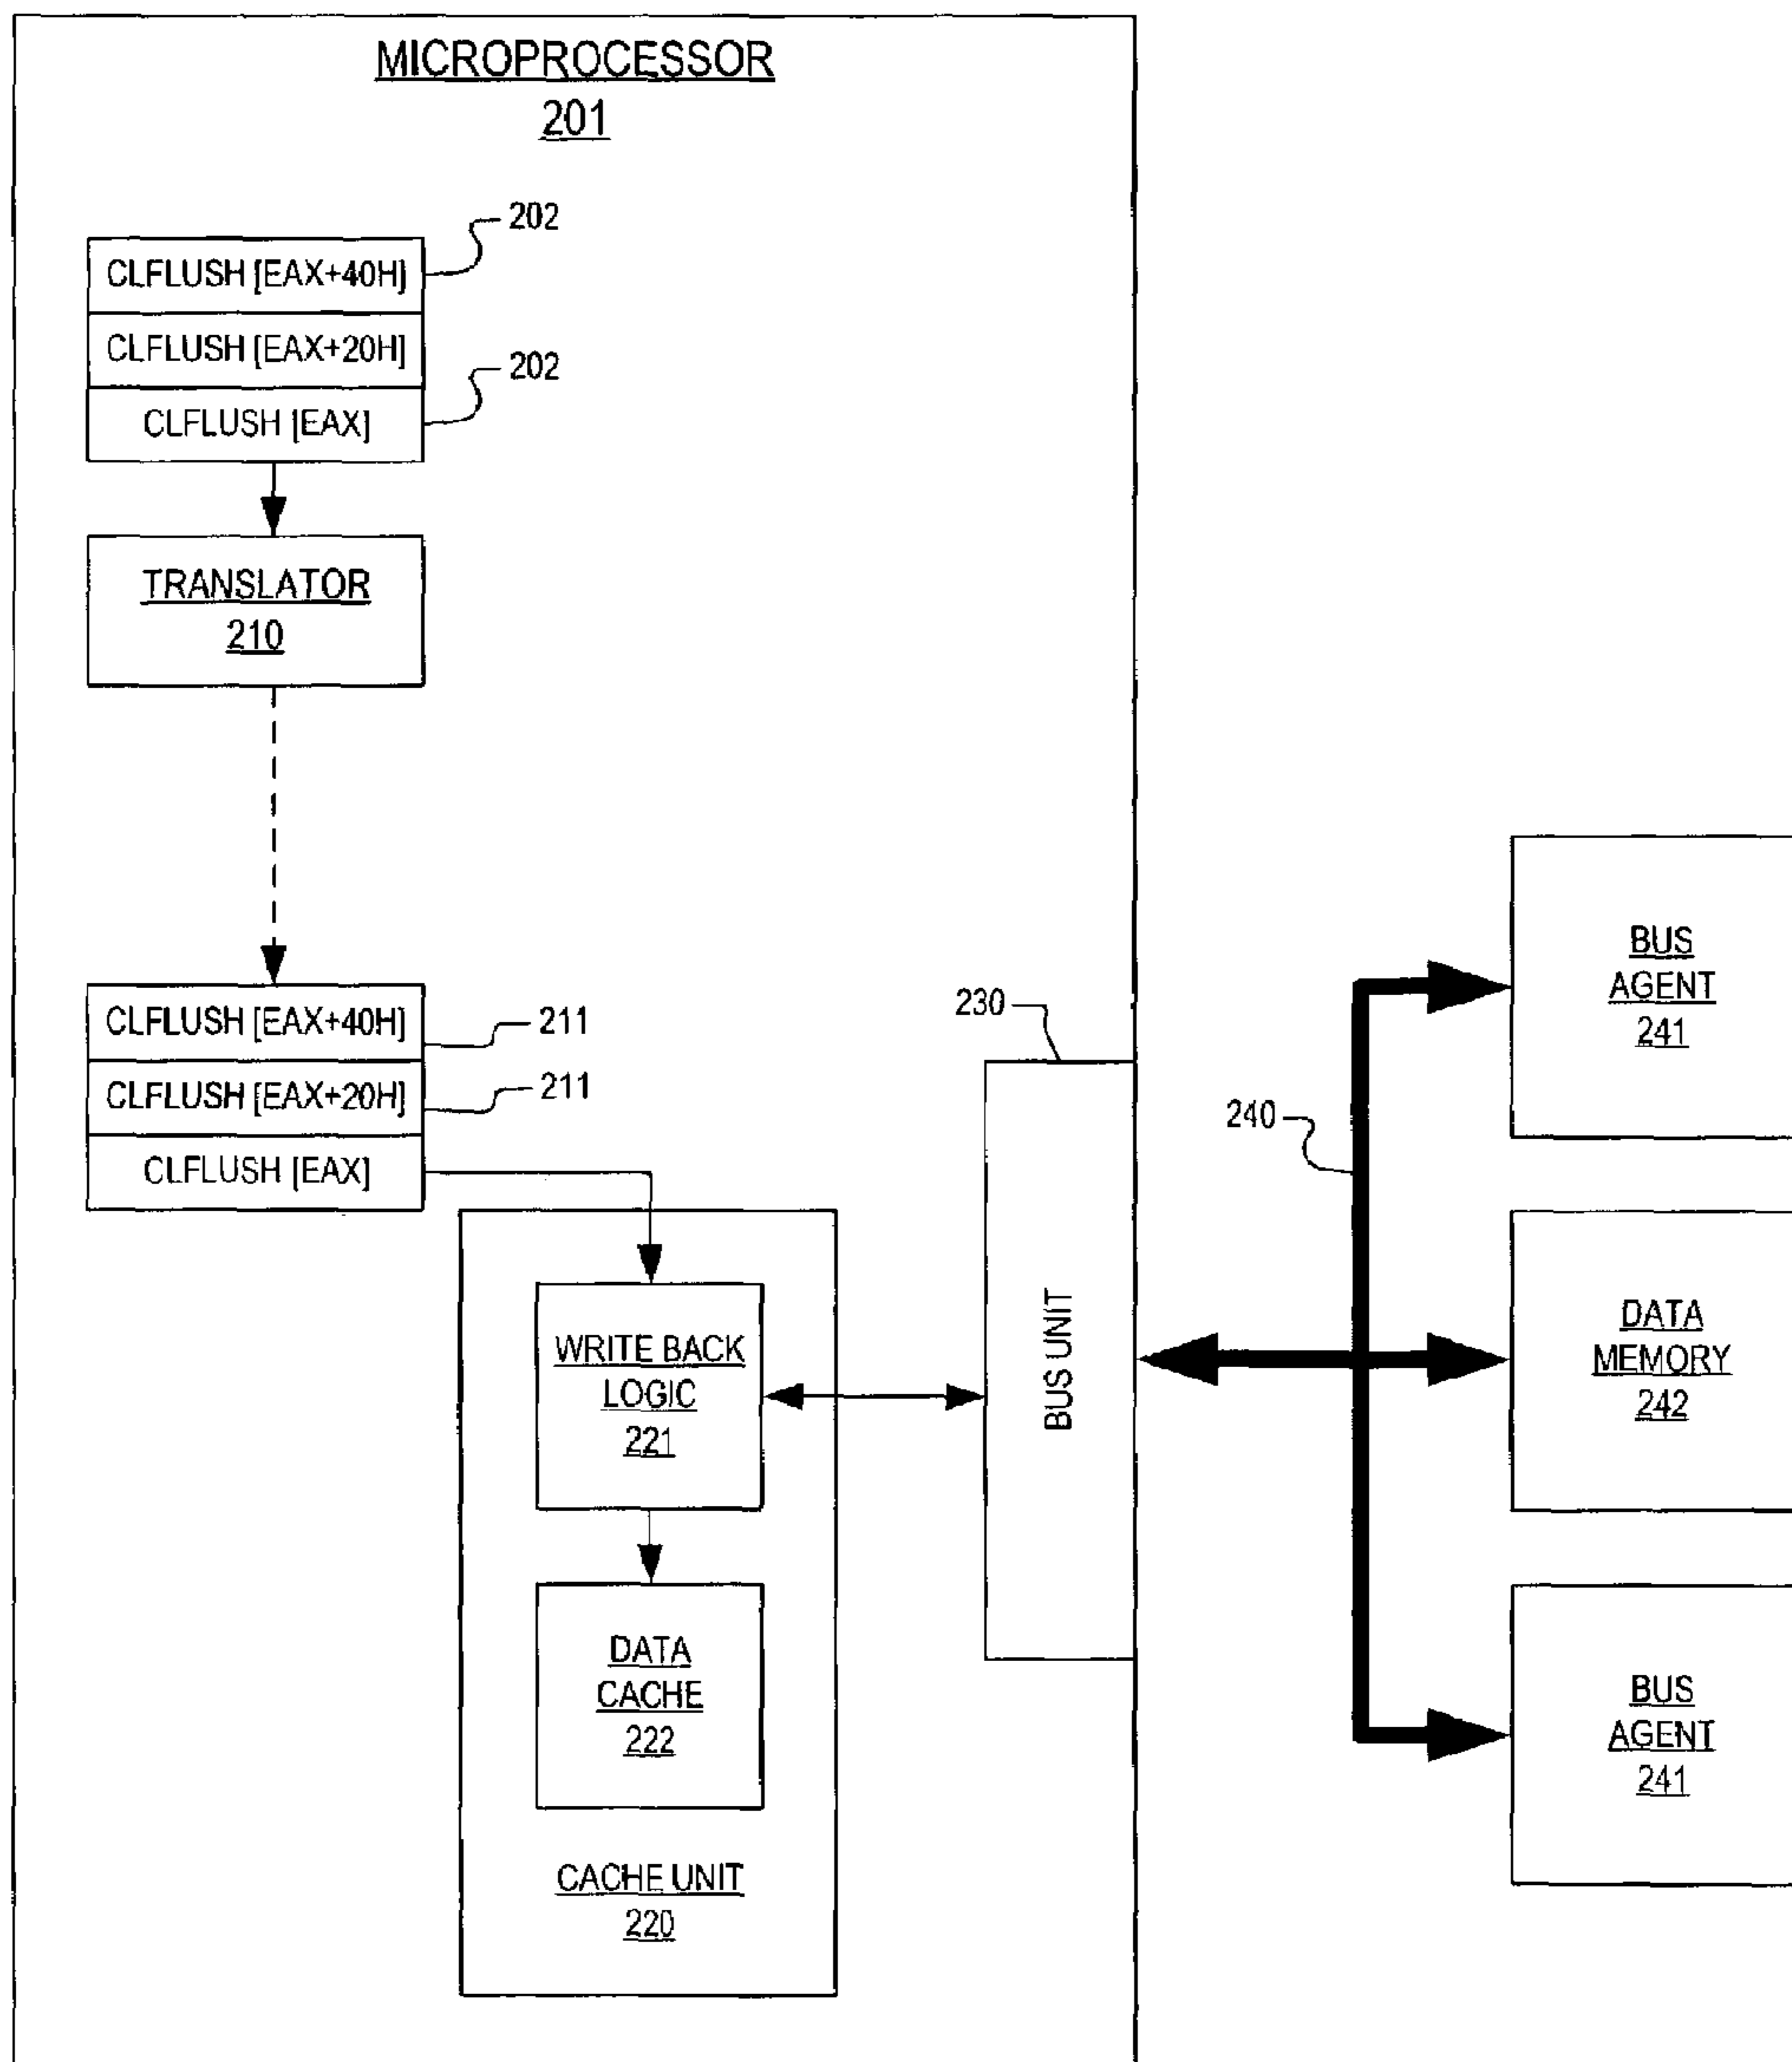 MICROPROCESSOR
201
202
CLFLUSH [EAX+40H]
CLFLUSH [EAX+20H]
202
CLFLUSH [EAX]
TRANSLATOR
210
CLFLUSH [EAX+40H]
211
CLFLUSH [EAX+20H]
211
CLFLUSH [EAX]
WRITE BACK
LOGIC
221
DATA
CACHE
222
CACHE UNIT
220
230
BUS UNIT
240
BUS
AGENT
241
DATA
MEMORY
242
BUS
AGENT
241